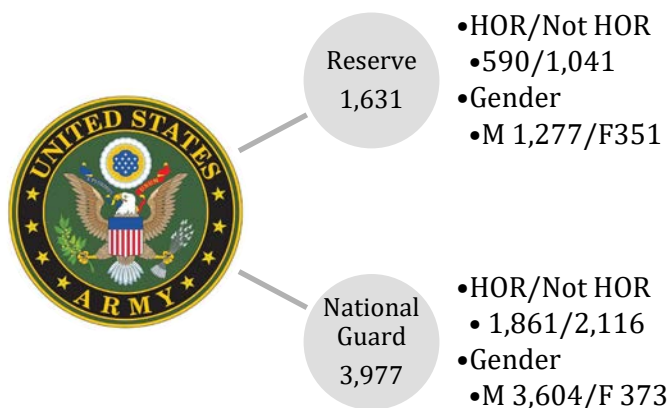 UNITED STATES
ARMY
Reserve
1,631
•HOR/Not HOR
•590/1,041
•Gender
•M 1,277/F351
National
Guard
3,977
•HOR/Not HOR
• 1,861/2,116
•Gender
•M 3,604/F 373